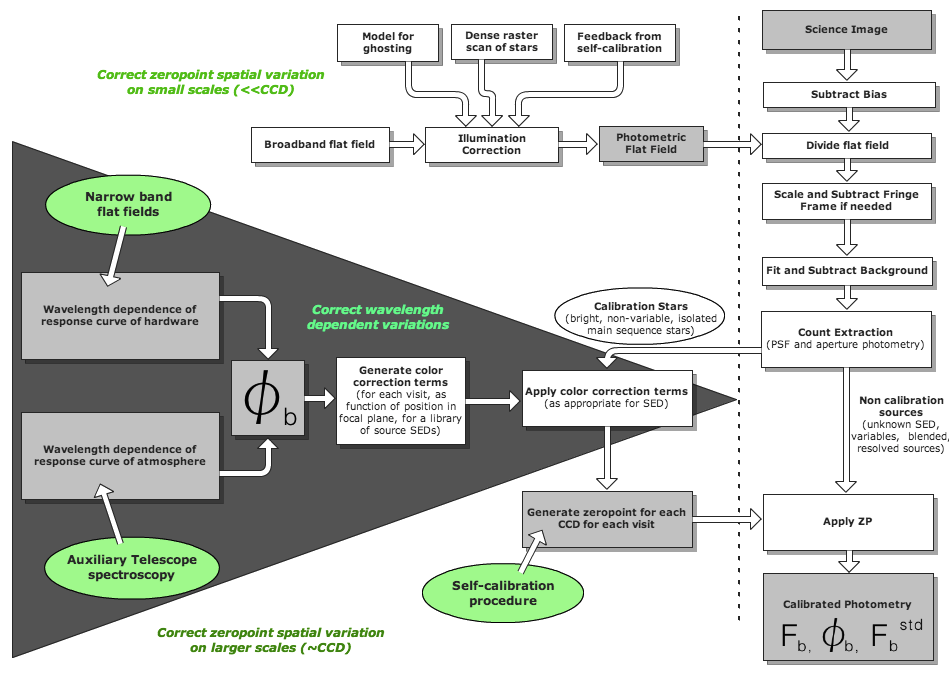 Model for
ghosting
Dense raster
scan of stars
Feedback from
self-calibration
Science Image
Correct zeropoint spatial variation
on small scales (<<CCD)
Subtract Bias
Broadband flat field
Illumination
Correction
Photometric
Flat Field
Divide flat field
Narrow band
flat fields
Scale and Subtract Fringe
Frame if needed
Fit and Subtract Background
Wavelength dependence of
response curve of hardware
Correct wavelength
dependent variations
Calibration Stars
(bright, non-variable, isolated
main sequence stars)
Count Extraction
(PSF and aperture photometry)
ϕb
Generate color
correction terms
(for each visit, as
function of position in
focal plane, for a library
of source SEDs)
Apply color correction terms
(as appropriate for SED)
Non calibration
sources
(unknown SED,
variables, blended,
resolved sources)
Wavelength dependence of
response curve of atmosphere
Generate zeropoint for each
CCD for each visit
Apply ZP
Auxiliary Telescope
spectroscopy
Self-calibration
procedure
Calibrated Photometry
Fb, ϕb, Fb std
Correct zeropoint spatial variation
on larger scales (~CCD)